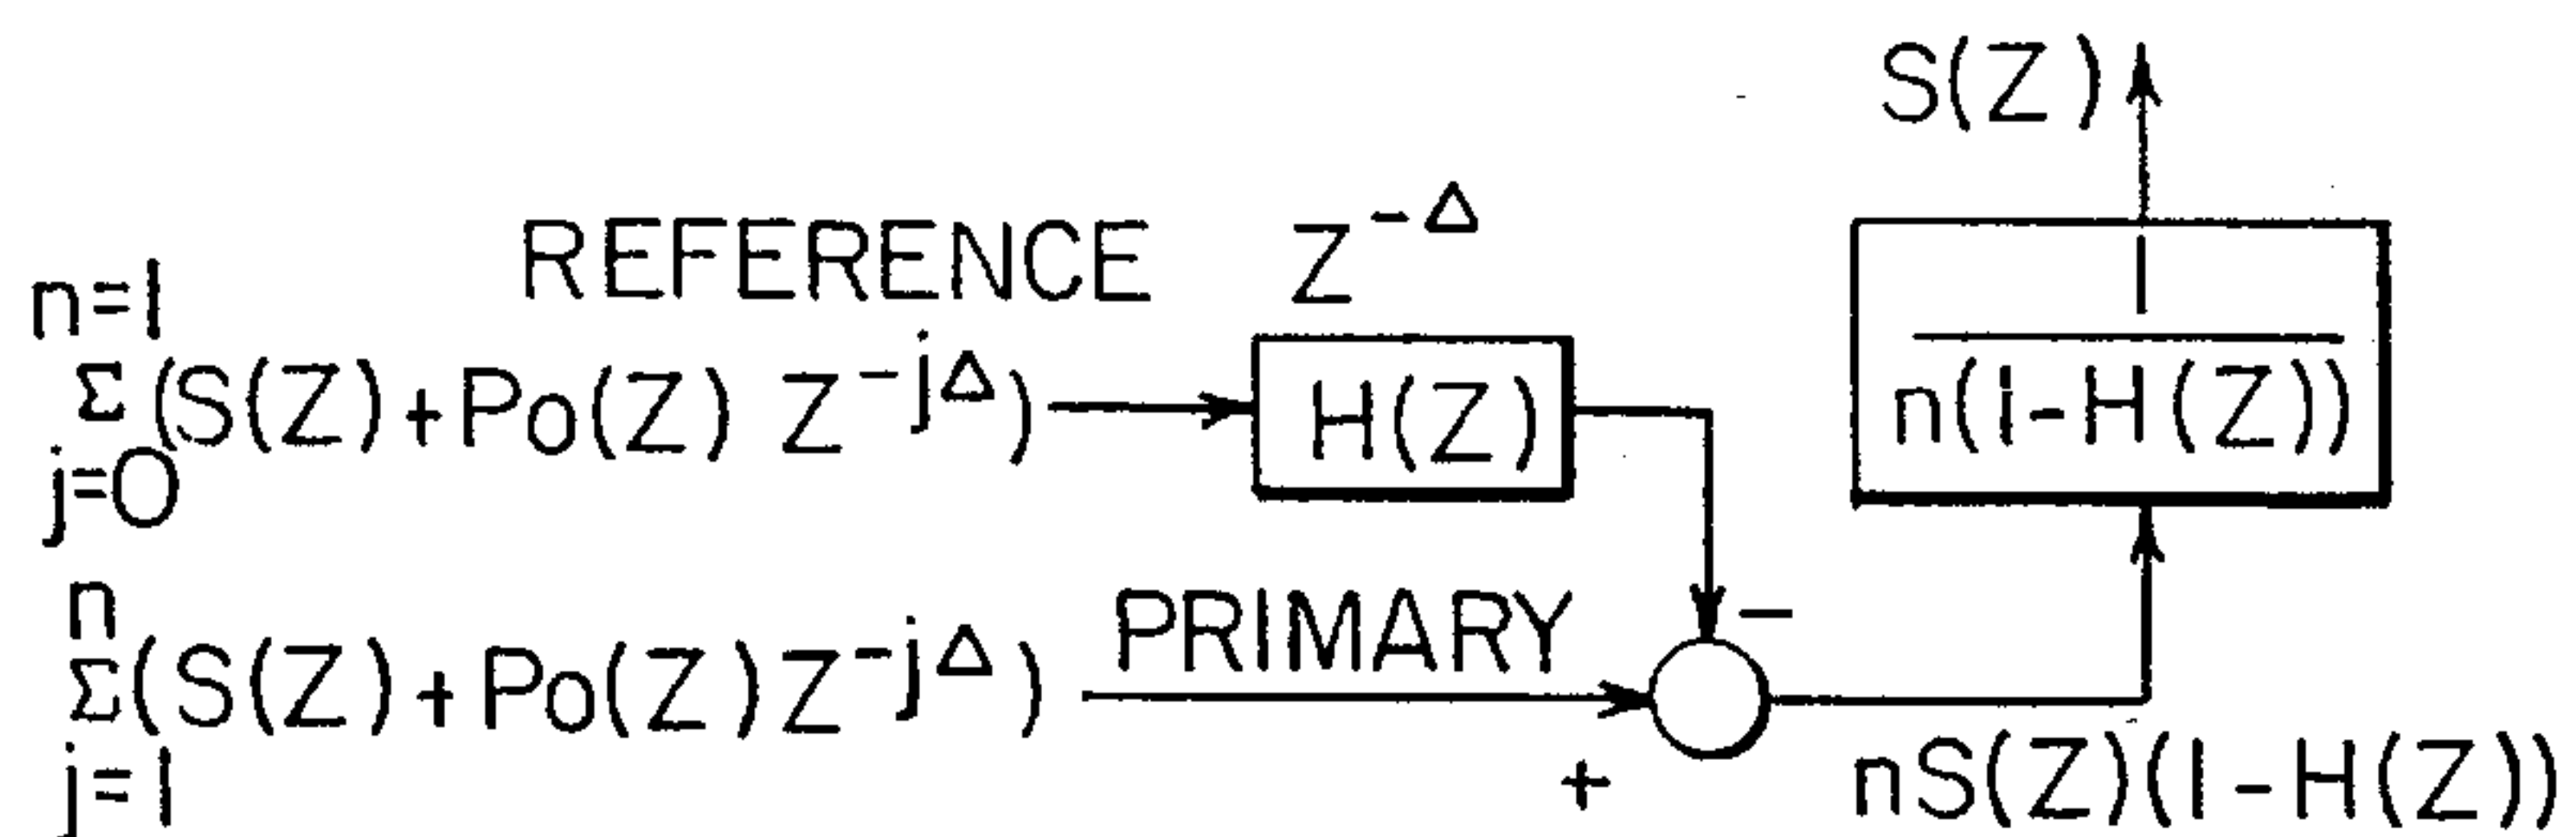 S(Z)
REFERENCE Z^-Δ
n=1
Σ(S(Z)+Po(Z) Z^-jΔ)
j=0
H(Z)
1
n(1-H(Z))
n
Σ(S(Z)+Po(Z)Z^-jΔ)
j=1
PRIMARY
-
+
nS(Z)(1-H(Z))